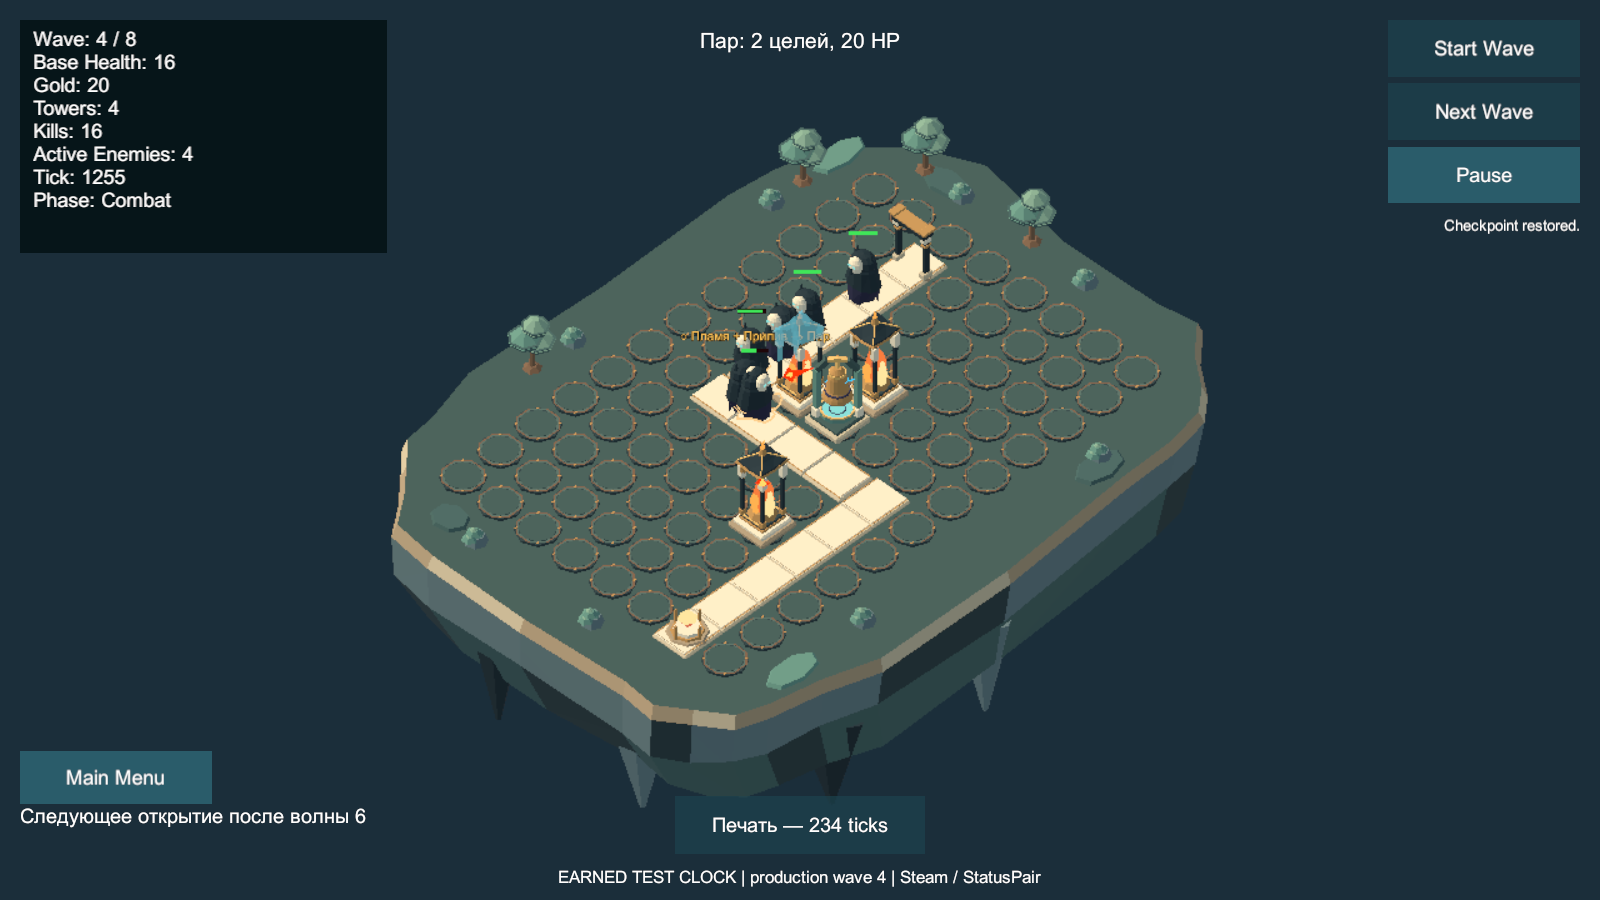 Wave: 4 / 8
Base Health: 16
Gold: 20
Towers: 4
Kills: 16
Active Enemies: 4
Tick: 1255
Phase: Combat
Пар: 2 целей, 20 HP
Start Wave
Next Wave
Pause
Checkpoint restored.
Пламя
Main Menu
Следующее открытие после волны 6
Печать — 234 ticks
EARNED TEST CLOCK | production wave 4 | Steam / StatusPair